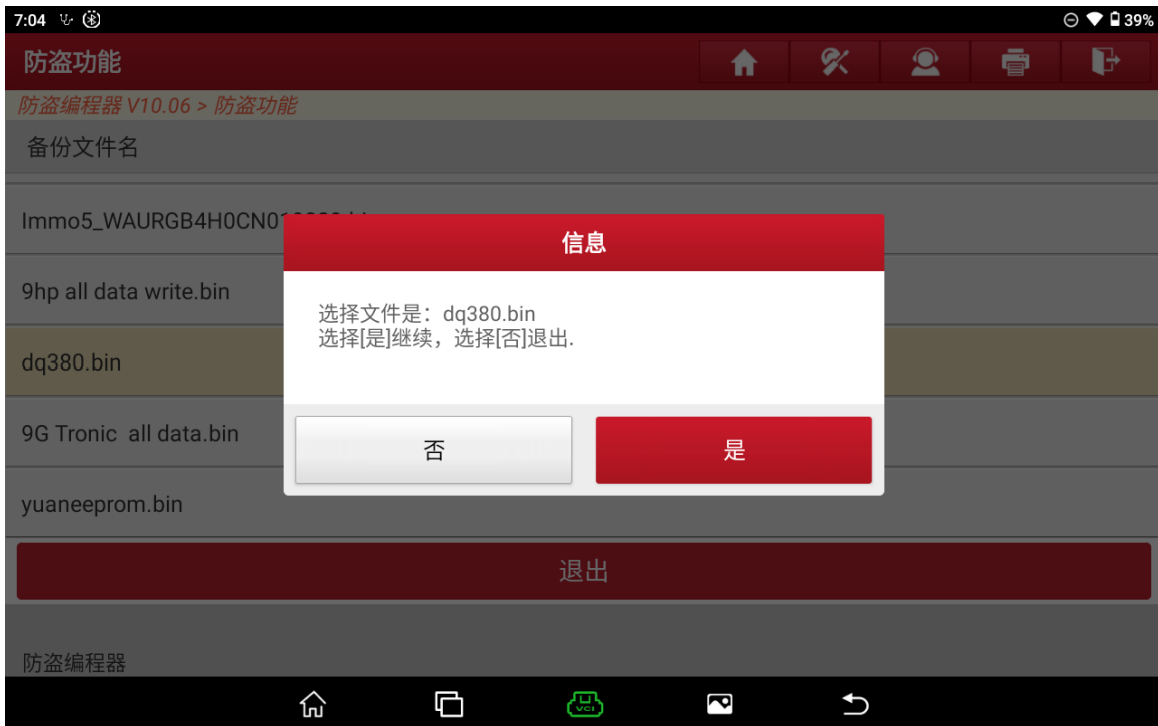 7:04 39%
防盗功能
防盗编程器 V10.06 > 防盗功能
备份文件名
Immo5_WAURGB4H0CN01
信息
9hp all data write.bin
选择文件是：dq380.bin
选择[是]继续，选择[否]退出.
dq380.bin
9G Tronic all data.bin
否 是
yuaneeprom.bin
退出
防盗编程器
VCI